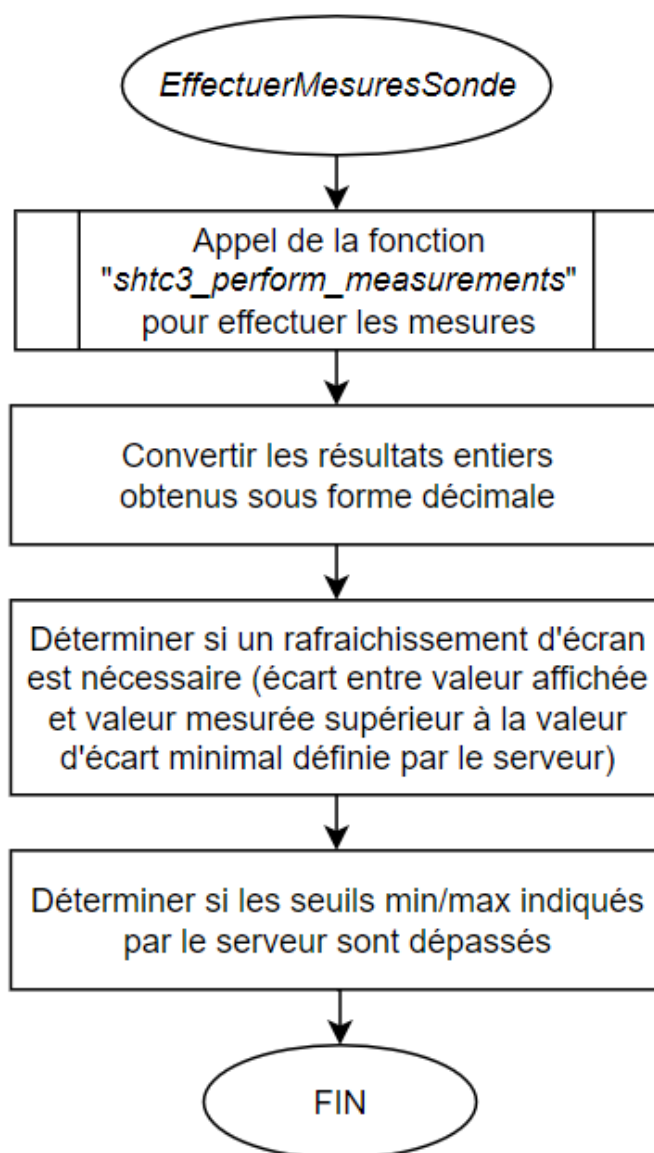 EffectuerMesuresSonde
Appel de la fonction
"shtc3_perform_measurements"
pour effectuer les mesures
Convertir les résultats entiers
obtenus sous forme décimale
Déterminer si un rafraichissement d'écran
est nécessaire (écart entre valeur affichée
et valeur mesurée supérieur à la valeur
d'écart minimal définie par le serveur)
Déterminer si les seuils min/max indiqués
par le serveur sont dépassés
FIN